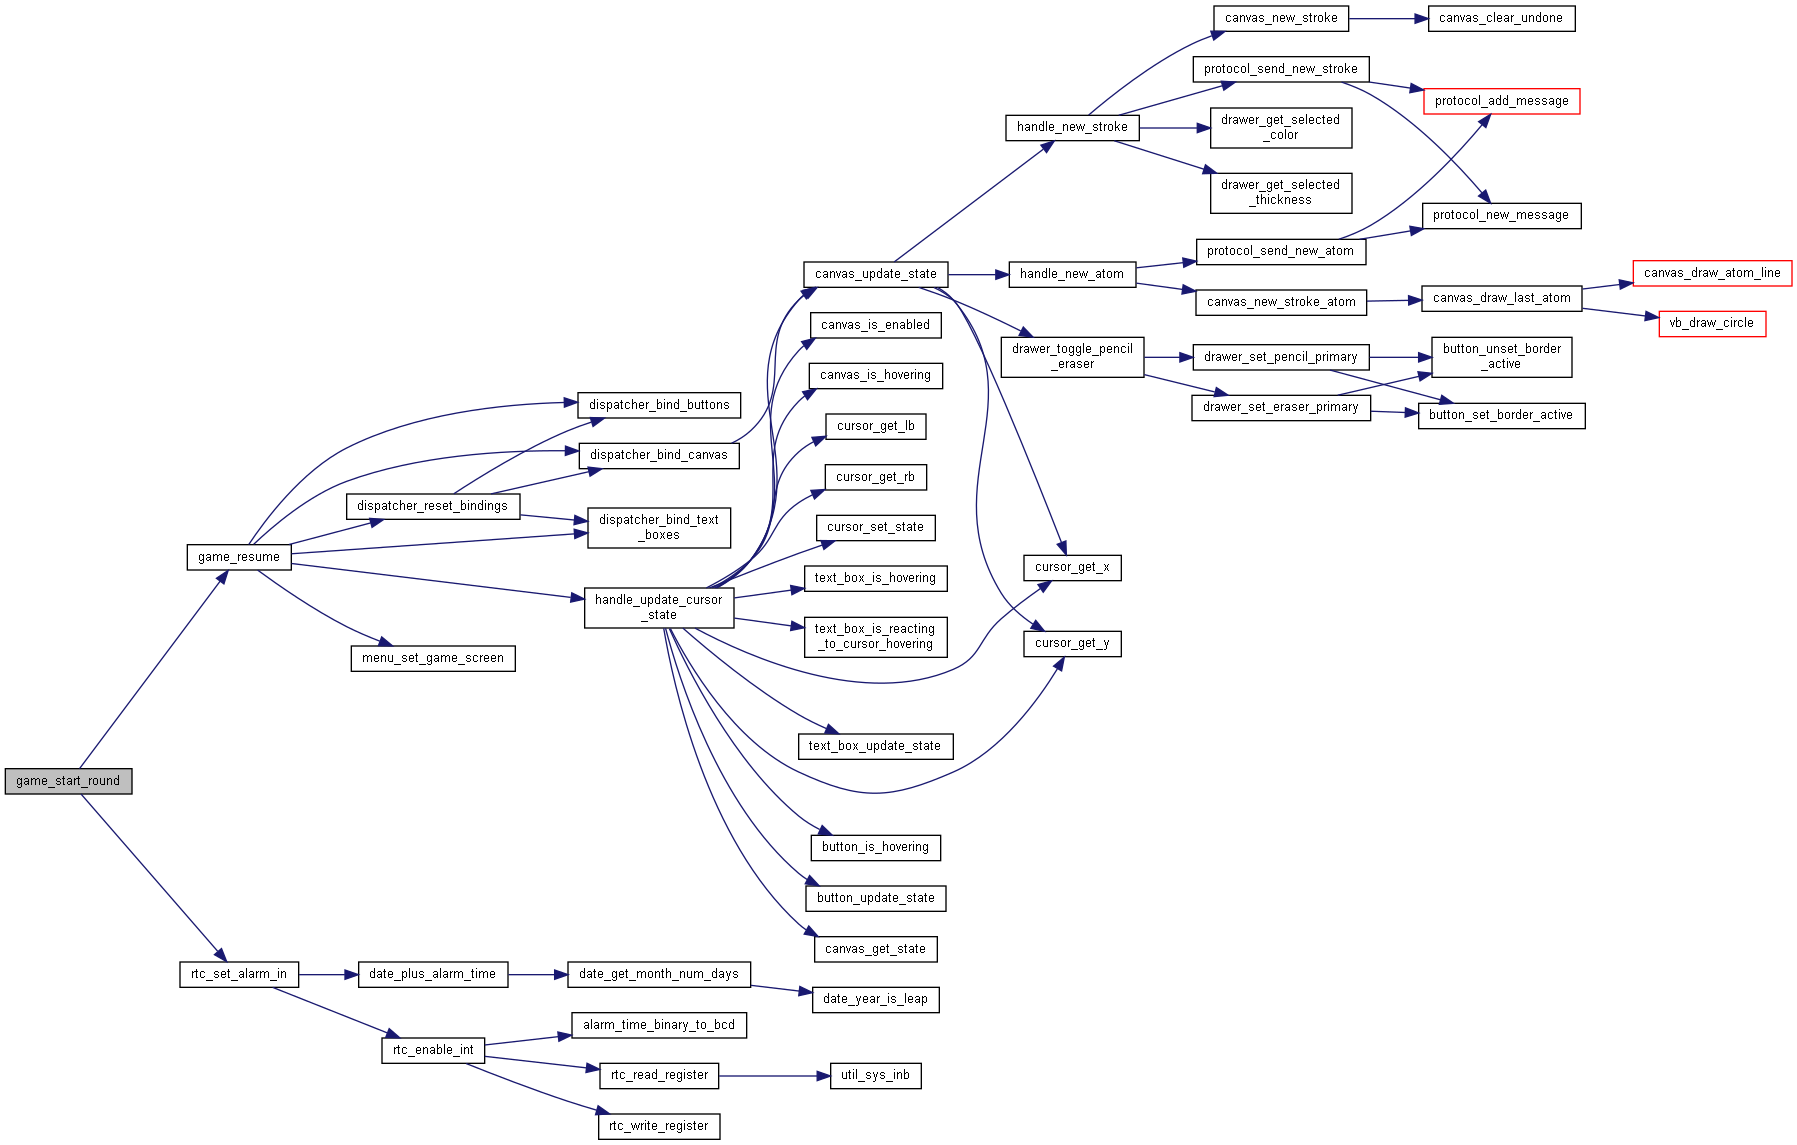 canvas_new_stroke
canvas_clear_undone
protocol_send_new_stroke
protocol_add_message
handle_new_stroke
drawer_get_selected
_color
drawer_get_selected
_thickness
protocol_new_message
protocol_send_new_atom
canvas_update_state
handle_new_atom
canvas_draw_atom_line
canvas_new_stroke_atom
canvas_draw_last_atom
vb_draw_circle
canvas_is_enabled
drawer_toggle_pencil
_eraser
drawer_set_pencil_primary
button_unset_border
_active
canvas_is_hovering
drawer_set_eraser_primary
button_set_border_active
dispatcher_bind_buttons
cursor_get_lb
dispatcher_bind_canvas
cursor_get_rb
dispatcher_reset_bindings
dispatcher_bind_text
_boxes
cursor_set_state
game_resume
cursor_get_x
text_box_is_hovering
handle_update_cursor
_state
text_box_is_reacting
_to_cursor_hovering
cursor_get_y
menu_set_game_screen
text_box_update_state
game_start_round
button_is_hovering
button_update_state
canvas_get_state
rtc_set_alarm_in
date_plus_alarm_time
date_get_month_num_days
date_year_is_leap
alarm_time_binary_to_bcd
rtc_enable_int
rtc_read_register
util_sys_inb
rtc_write_register